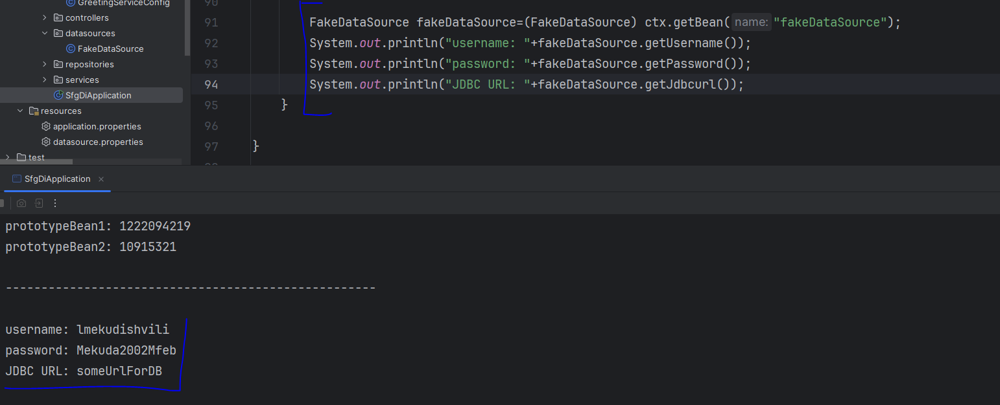 GreetingServiceConfig
controllers
datasources
FakeDataSource
repositories
services
SfgDiApplication
resources
application.properties
datasource.properties
test
90
91 FakeDataSource fakeDataSource=(FakeDataSource) ctx.getBean( name: "fakeDataSource");
92 System.out.println("username: "+fakeDataSource.getUsername());
93 System.out.println("password: "+fakeDataSource.getPassword());
94 System.out.println("JDBC URL: "+fakeDataSource.getJdbcurl());
95 }
96
97 }
SfgDiApplication ×
prototypeBean1: 1222094219
prototypeBean2: 10915321
----------------------------------------------------
username: lmekudishvili
password: Mekuda2002Mfeb
JDBC URL: someUrlForDB